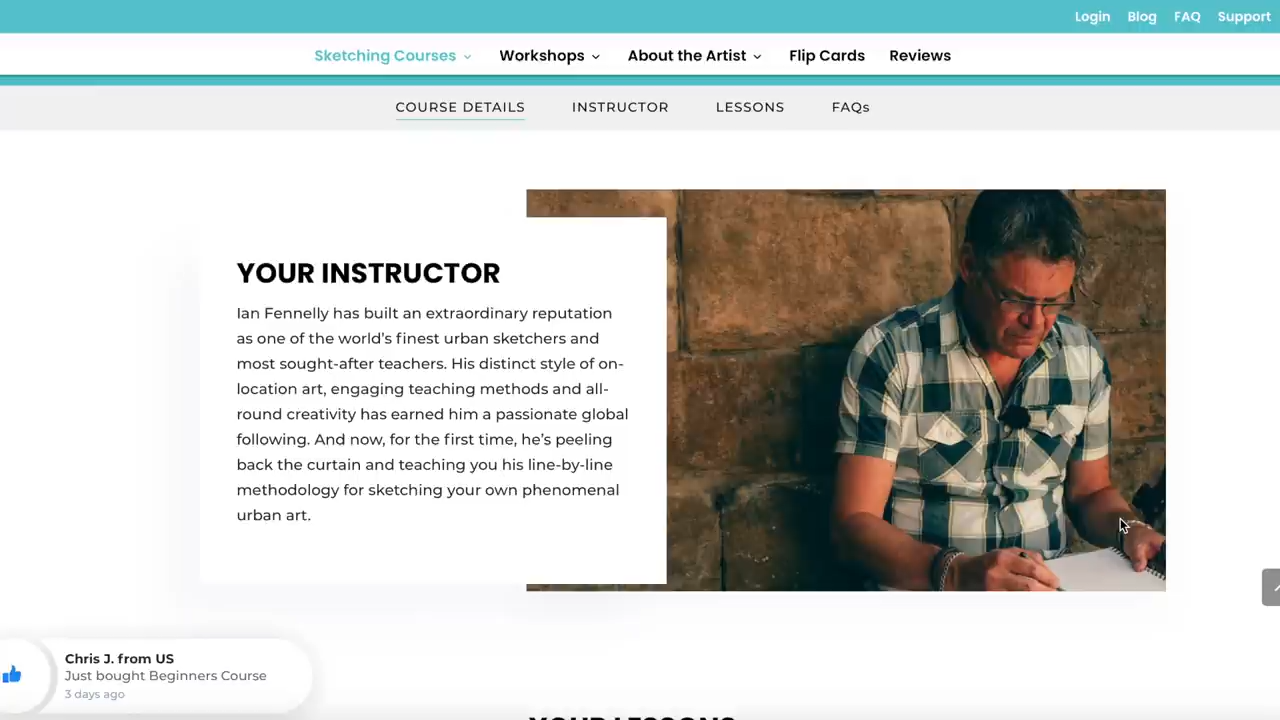 Login Blog FAQ Support
Sketching Courses Workshops About the Artist Flip Cards Reviews
COURSE DETAILS INSTRUCTOR LESSONS FAQs
YOUR INSTRUCTOR
Ian Fennelly has built an extraordinary reputation
as one of the world's finest urban sketchers and
most sought-after teachers. His distinct style of on-
location art, engaging teaching methods and all-
round creativity has earned him a passionate global
following. And now, for the first time, he's peeling
back the curtain and teaching you his line-by-line
methodology for sketching your own phenomenal
urban art.
Chris J. from US
Just bought Beginners Course
3 days ago
YOUR LESSONS